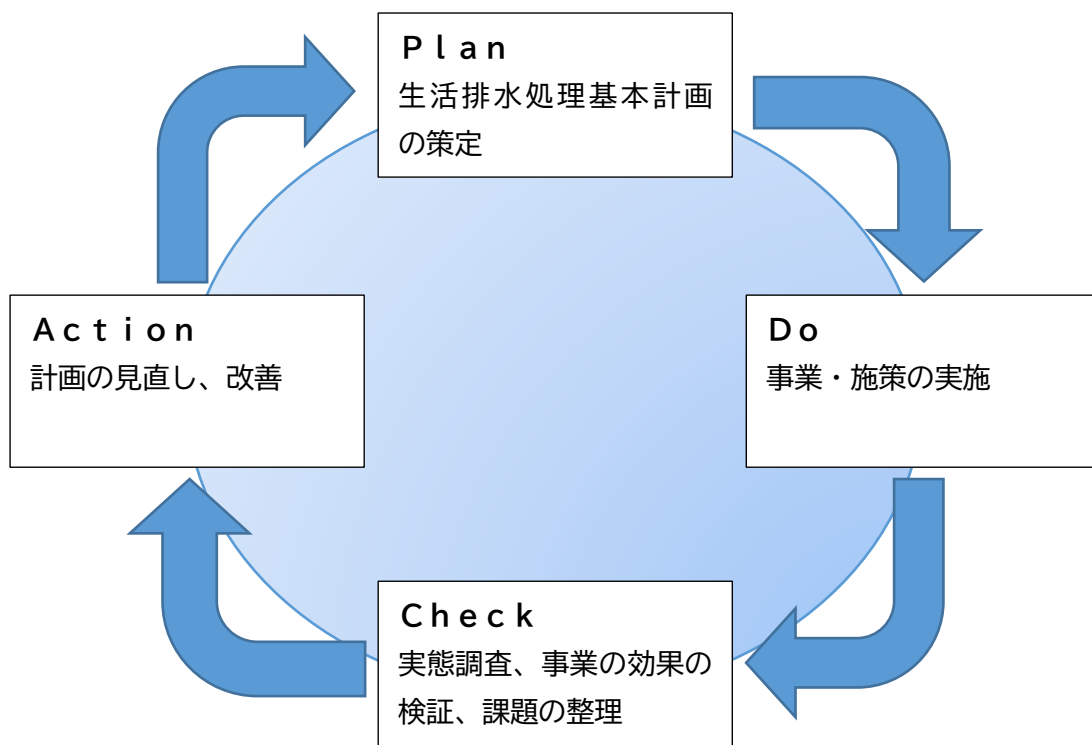 Ｐｌａｎ
生活排水処理基本計画
の策定
Ａｃｔｉｏｎ
計画の見直し、改善
Ｄｏ
事業・施策の実施
Ｃｈｅｃｋ
実態調査、事業の効果の
検証、課題の整理